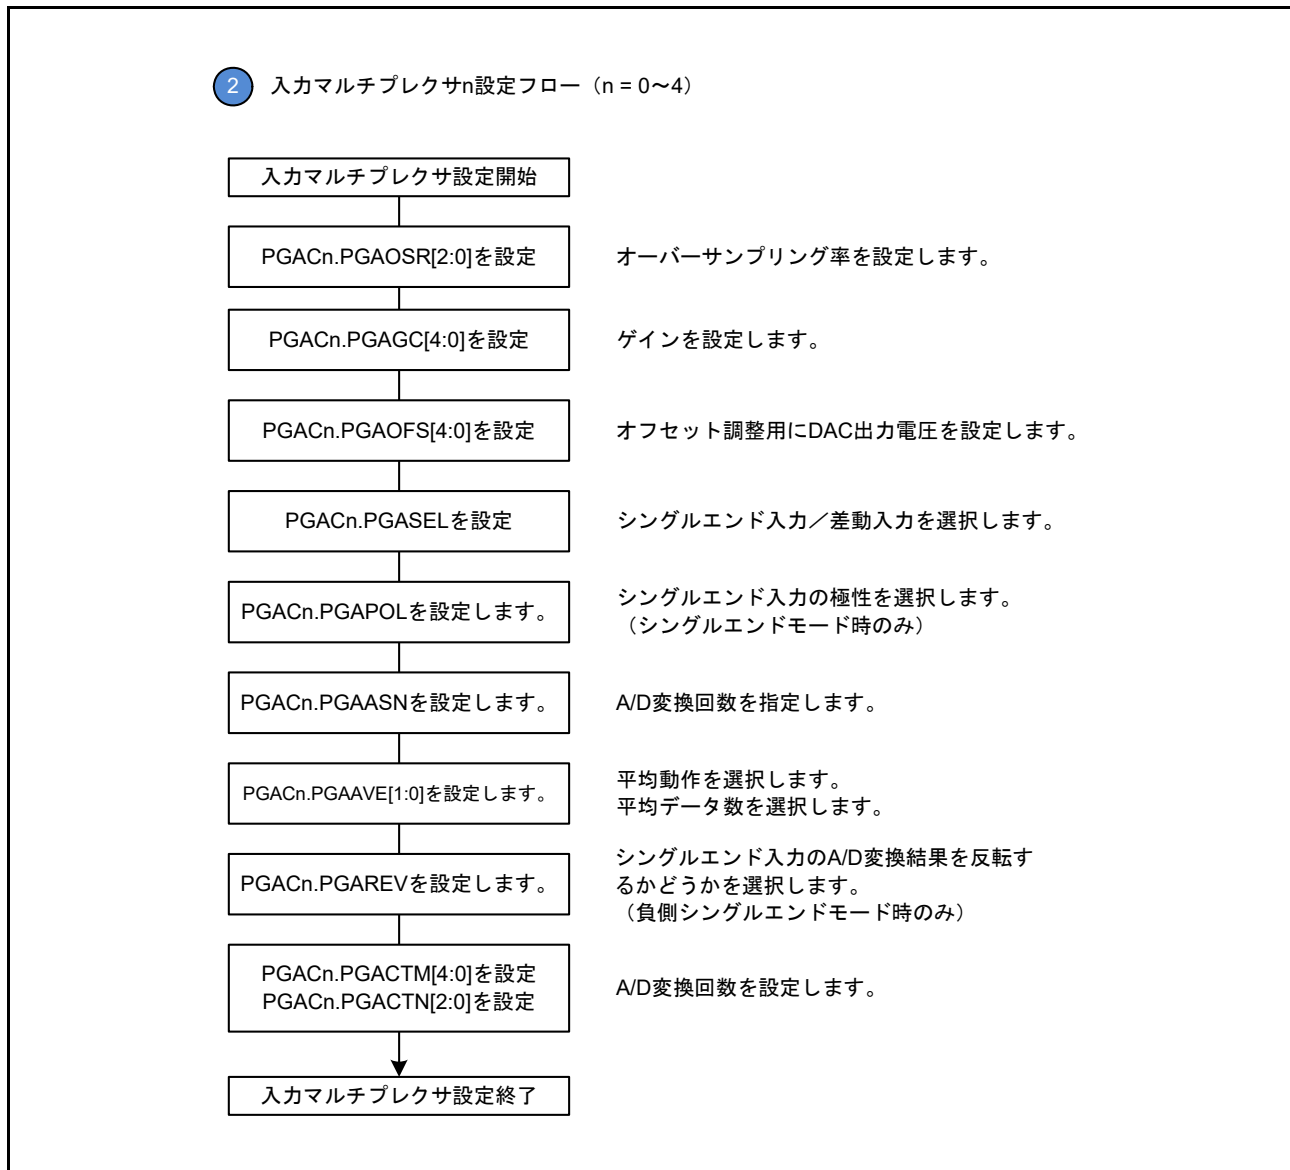 2 入力マルチプレクサn設定フロー（n = 0～4）
入力マルチプレクサ設定開始
PGACn.PGAOSR[2:0]を設定
オーバーサンプリング率を設定します。
PGACn.PGAGC[4:0]を設定
ゲインを設定します。
PGACn.PGAOFS[4:0]を設定
オフセット調整用にDAC出力電圧を設定します。
PGACn.PGASELを設定
シングルエンド入力／差動入力を選択します。
PGACn.PGAPOLを設定します。
シングルエンド入力の極性を選択します。
（シングルエンドモード時のみ）
PGACn.PGAASNを設定します。
A/D変換回数を指定します。
PGACn.PGAAVE[1:0]を設定します。
平均動作を選択します。
平均データ数を選択します。
PGACn.PGAREVを設定します。
シングルエンド入力のA/D変換結果を反転す
るかどうかを選択します。
（負側シングルエンドモード時のみ）
PGACn.PGACTM[4:0]を設定
PGACn.PGACTN[2:0]を設定
A/D変換回数を設定します。
入力マルチプレクサ設定終了